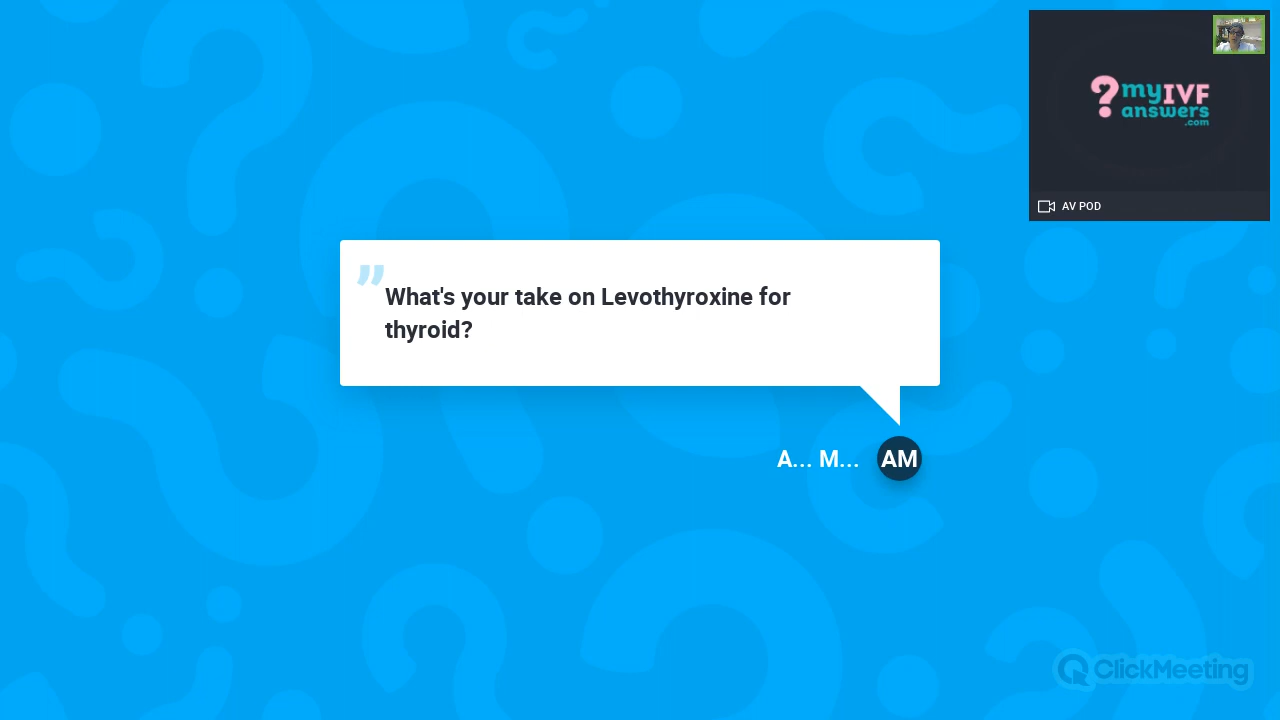 ?myIVF
answers
.com
AV POD
" What's your take on Levothyroxine for
thyroid?
A... M... AM
ClickMeeting